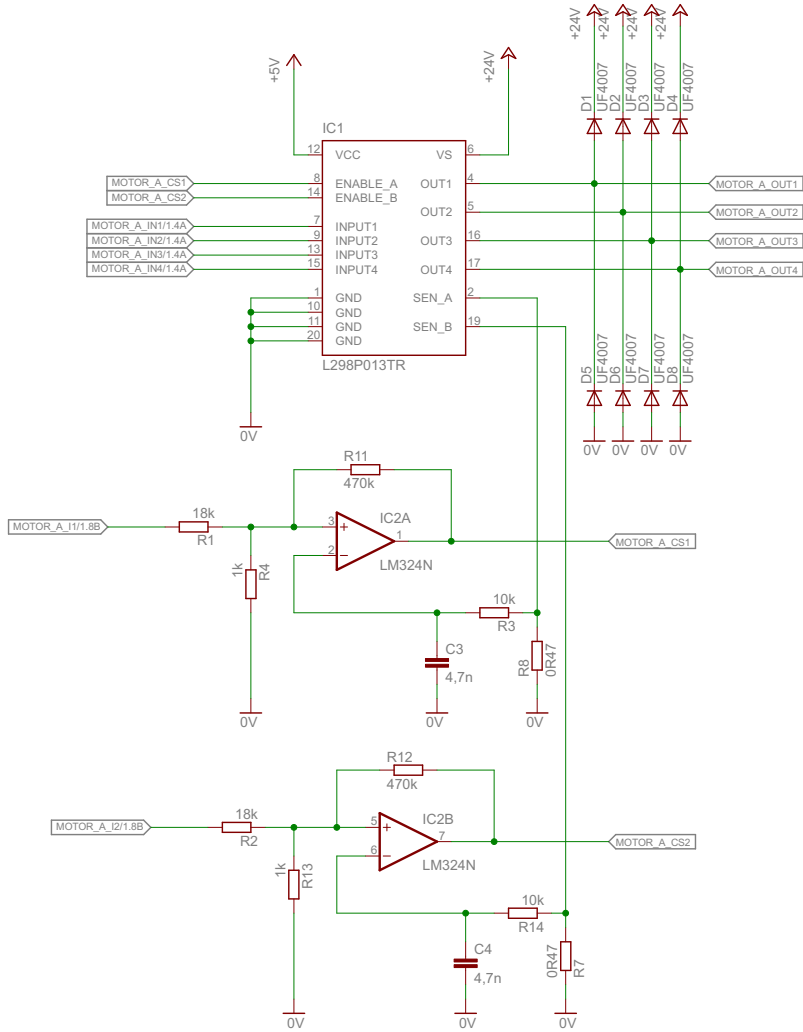 +24V
+24V
+24V
+24V
D1
UF4007
D2
UF4007
D3
UF4007
D4
UF4007
+5V
+24V
IC1
12
VCC
VS
6
MOTOR_A_CS1
8
ENABLE_A
OUT1
4
MOTOR_A_OUT1
MOTOR_A_CS2
14
ENABLE_B
OUT2
5
MOTOR_A_OUT2
MOTOR_A_IN1/1.4A
7
INPUT1
MOTOR_A_IN2/1.4A
9
INPUT2
OUT3
16
MOTOR_A_OUT3
MOTOR_A_IN3/1.4A
13
INPUT3
MOTOR_A_IN4/1.4A
15
INPUT4
OUT4
17
MOTOR_A_OUT4
1
GND
SEN_A
2
10
GND
11
GND
SEN_B
19
20
GND
L298P013TR
D5
UF4007
D6
UF4007
D7
UF4007
D8
UF4007
0V
0V
0V
0V
0V
R11
470k
MOTOR_A_I1/1.8B
18k
R1
3
+
IC2A
1
2
−
LM324N
MOTOR_A_CS1
1k
R4
10k
R3
C3
4,7n
R8
0R47
0V
0V
0V
R12
470k
MOTOR_A_I2/1.8B
18k
R2
5
+
IC2B
7
6
−
LM324N
MOTOR_A_CS2
1k
R13
10k
R14
C4
4,7n
0R47
R7
0V
0V
0V